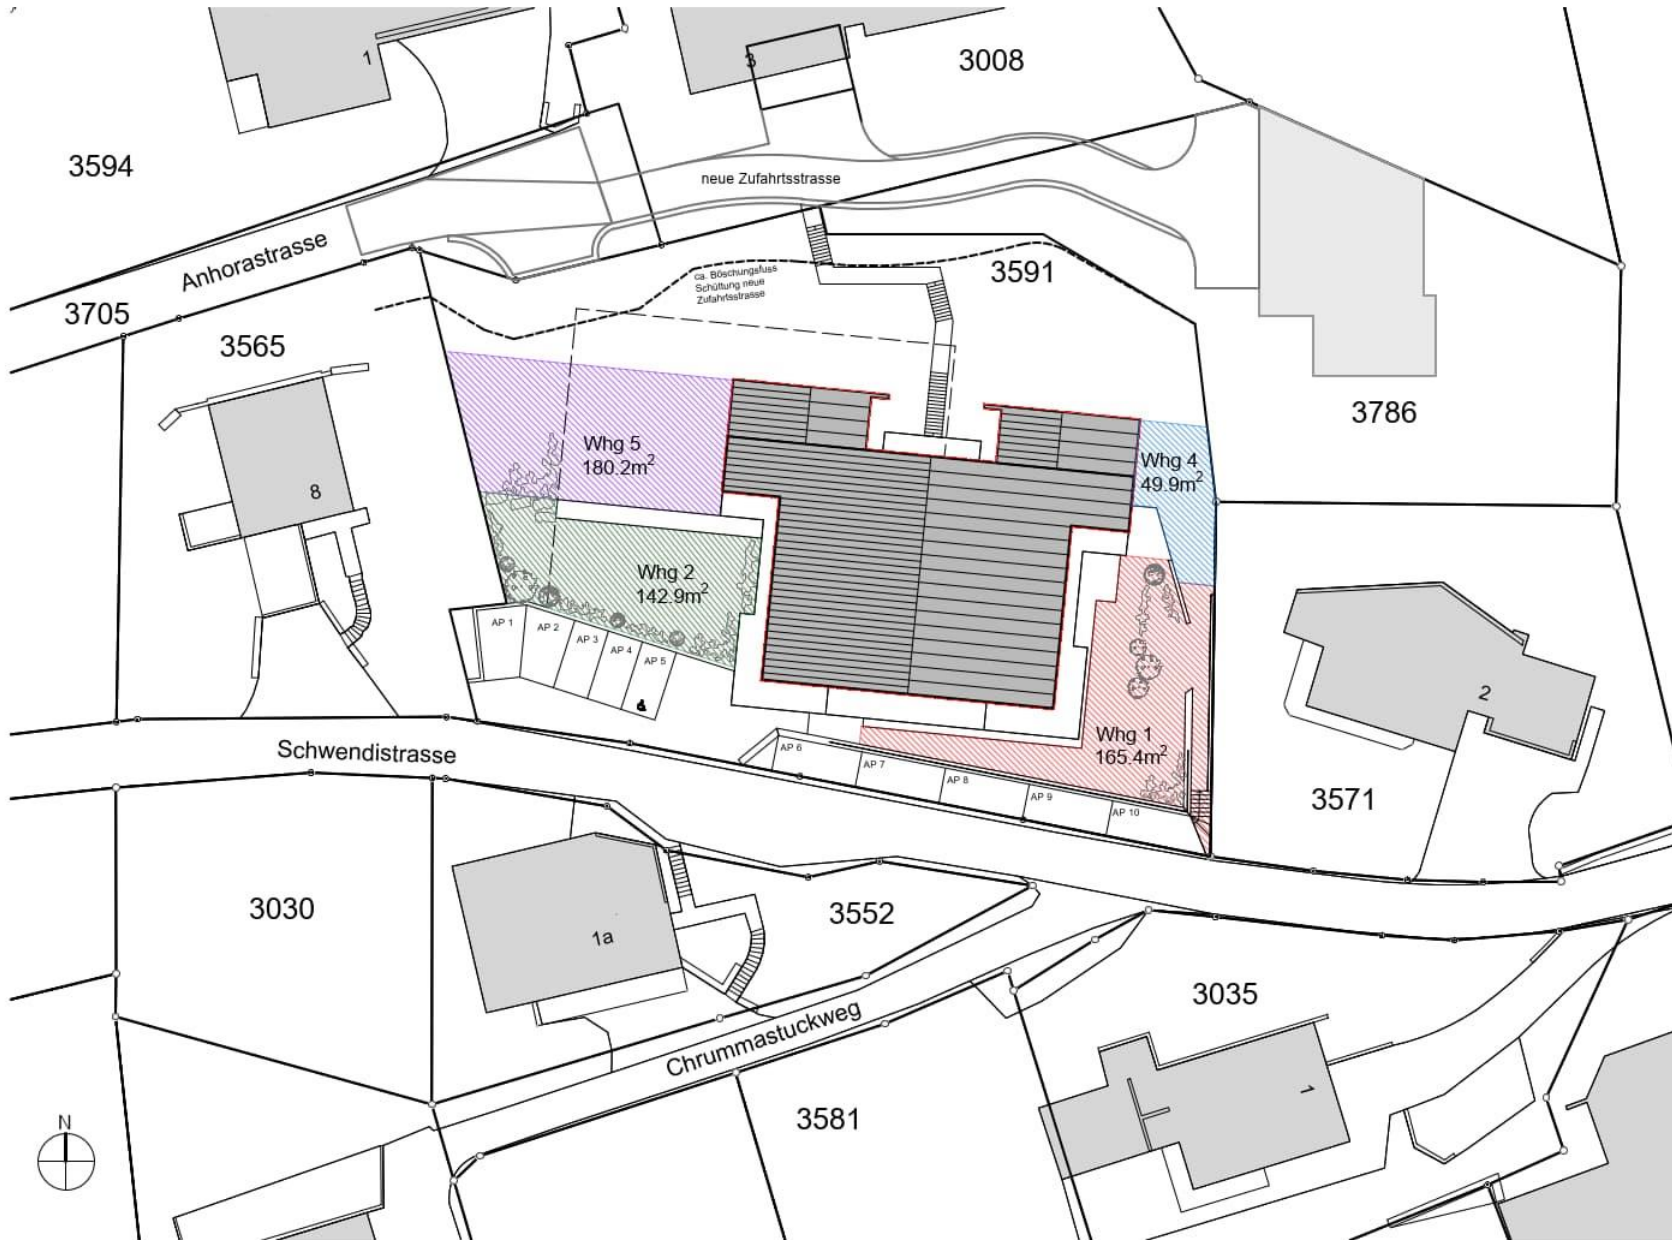 1
3
3008
3594
neue Zufahrtsstrasse
Anhorastrasse
3591
ca. Böschungsfuss
Schüttung neue
Zufahrtsstrasse
3705
3565
3786
Whg 5
180.2m²
Whg 4
49.9m²
8
Whg 2
142.9m²
AP 1
AP 2
AP 3
AP 4
AP 5
2
Whg 1
165.4m²
Schwendistrasse
AP 6
AP 7
AP 8
AP 9
AP 10
3571
3030
1a
3552
3035
Chrummastuckweg
1
3581
N